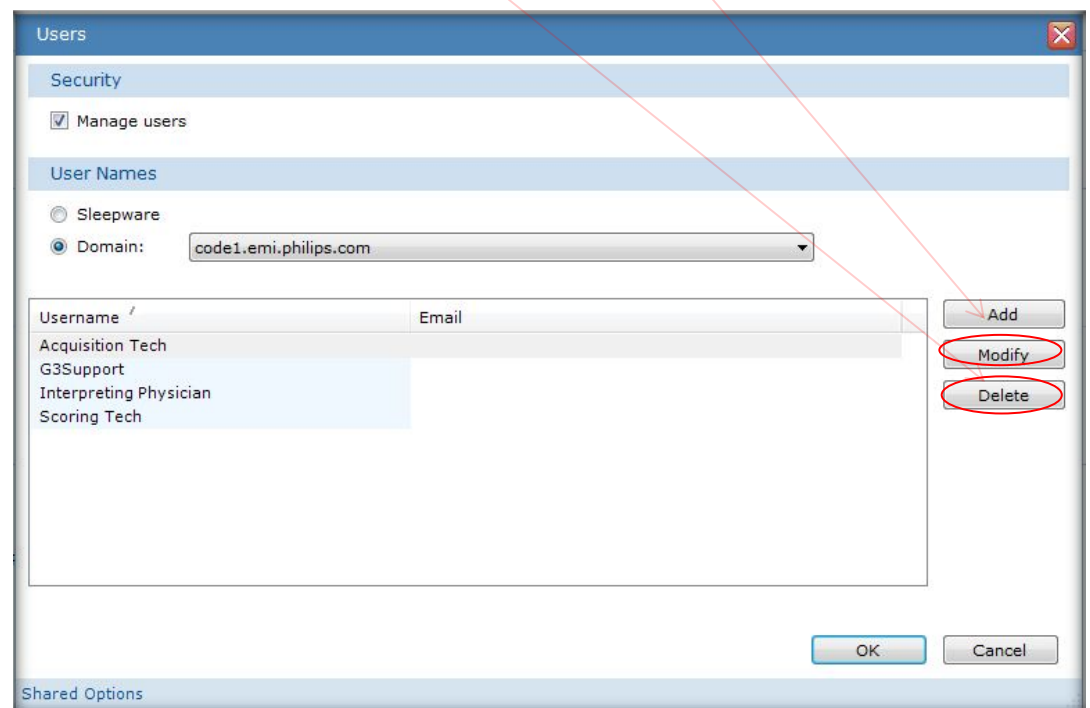 Users
Security
Manage users
User Names
Sleepware
Domain: code1.emi.philips.com
Username Email
Add
Acquisition Tech
Modify
G3Support
Interpreting Physician
Delete
Scoring Tech
OK Cancel
Shared Options